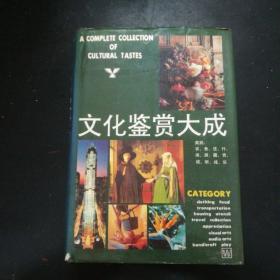 A COMPLETE COLLECTION
OF
CULTURAL TASTES
文化鉴赏大成
CATEGORY
clothing food
transportation
housing utensil
travel collection
appreciation
visual arts
audio arts
handicraft play